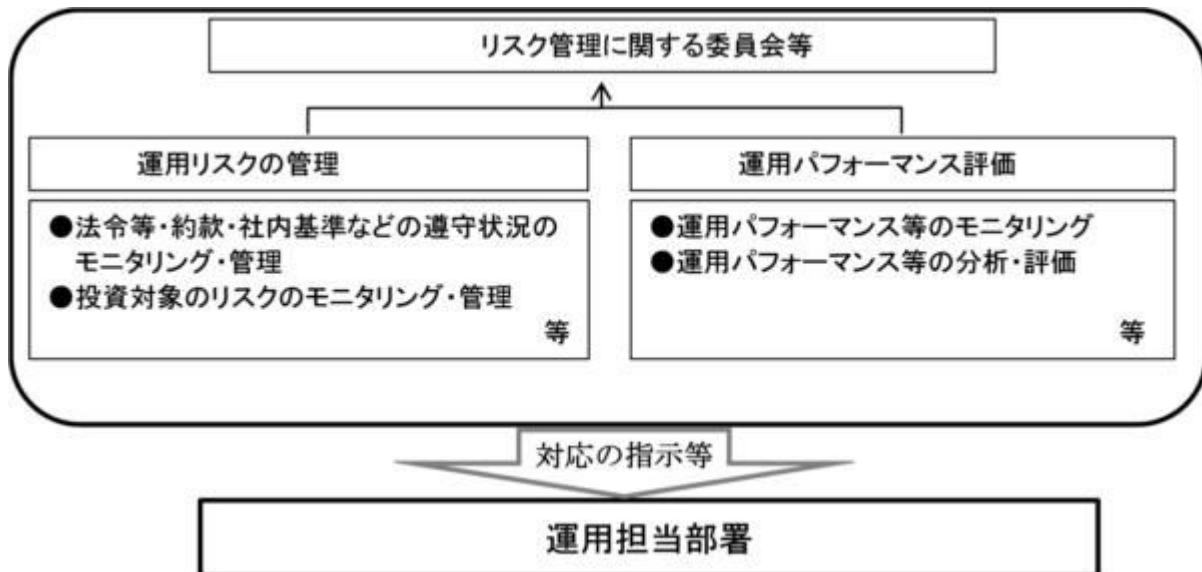 リスク管理に関する委員会等
運用リスクの管理
●法令等・約款・社内基準などの遵守状況の
モニタリング・管理
●投資対象のリスクのモニタリング・管理
等
運用パフォーマンス評価
●運用パフォーマンス等のモニタリング
●運用パフォーマンス等の分析・評価
等
対応の指示等
運用担当部署